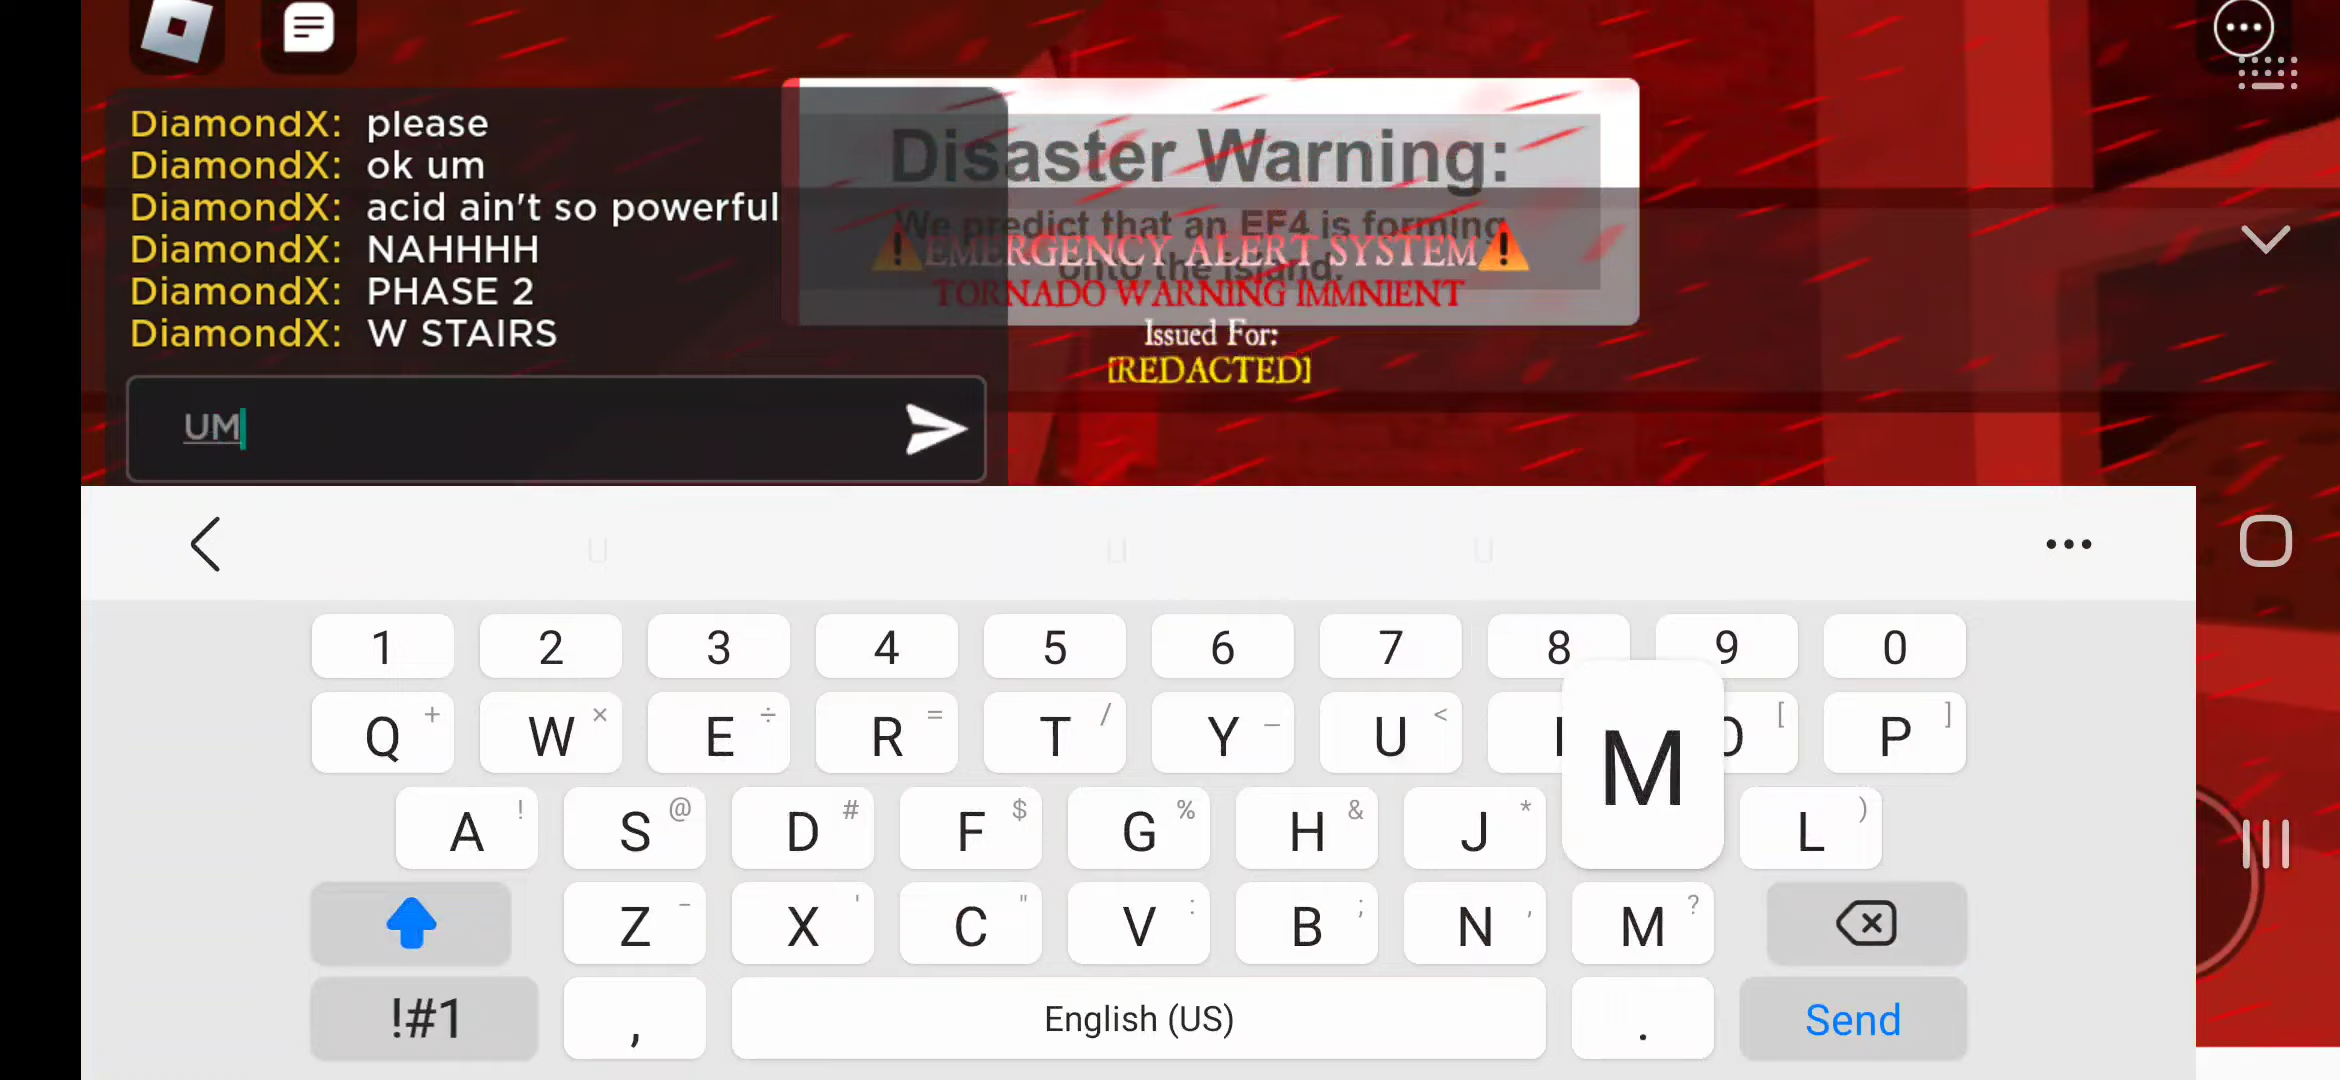 DiamondX: please
DiamondX: ok um
DiamondX: acid ain't so powerful
DiamondX: NAHHHH
DiamondX: PHASE 2
DiamondX: W STAIRS
UM
Disaster Warning:
We predict that an EF4 is forming
onto the island.
⚠EMERGENCY ALERT SYSTEM⚠
TORNADO WARNING IMMNIENT
Issued For:
[REDACTED]
1 2 3 4 5 6 7 8 9 0
Q + W × E ÷ R = T / Y _ U < I O [ P ]
M
A ! S @ D # F $ G % H & J * L )
Z - X ' C " V : B ; N , M ?
!#1 , English (US) . Send